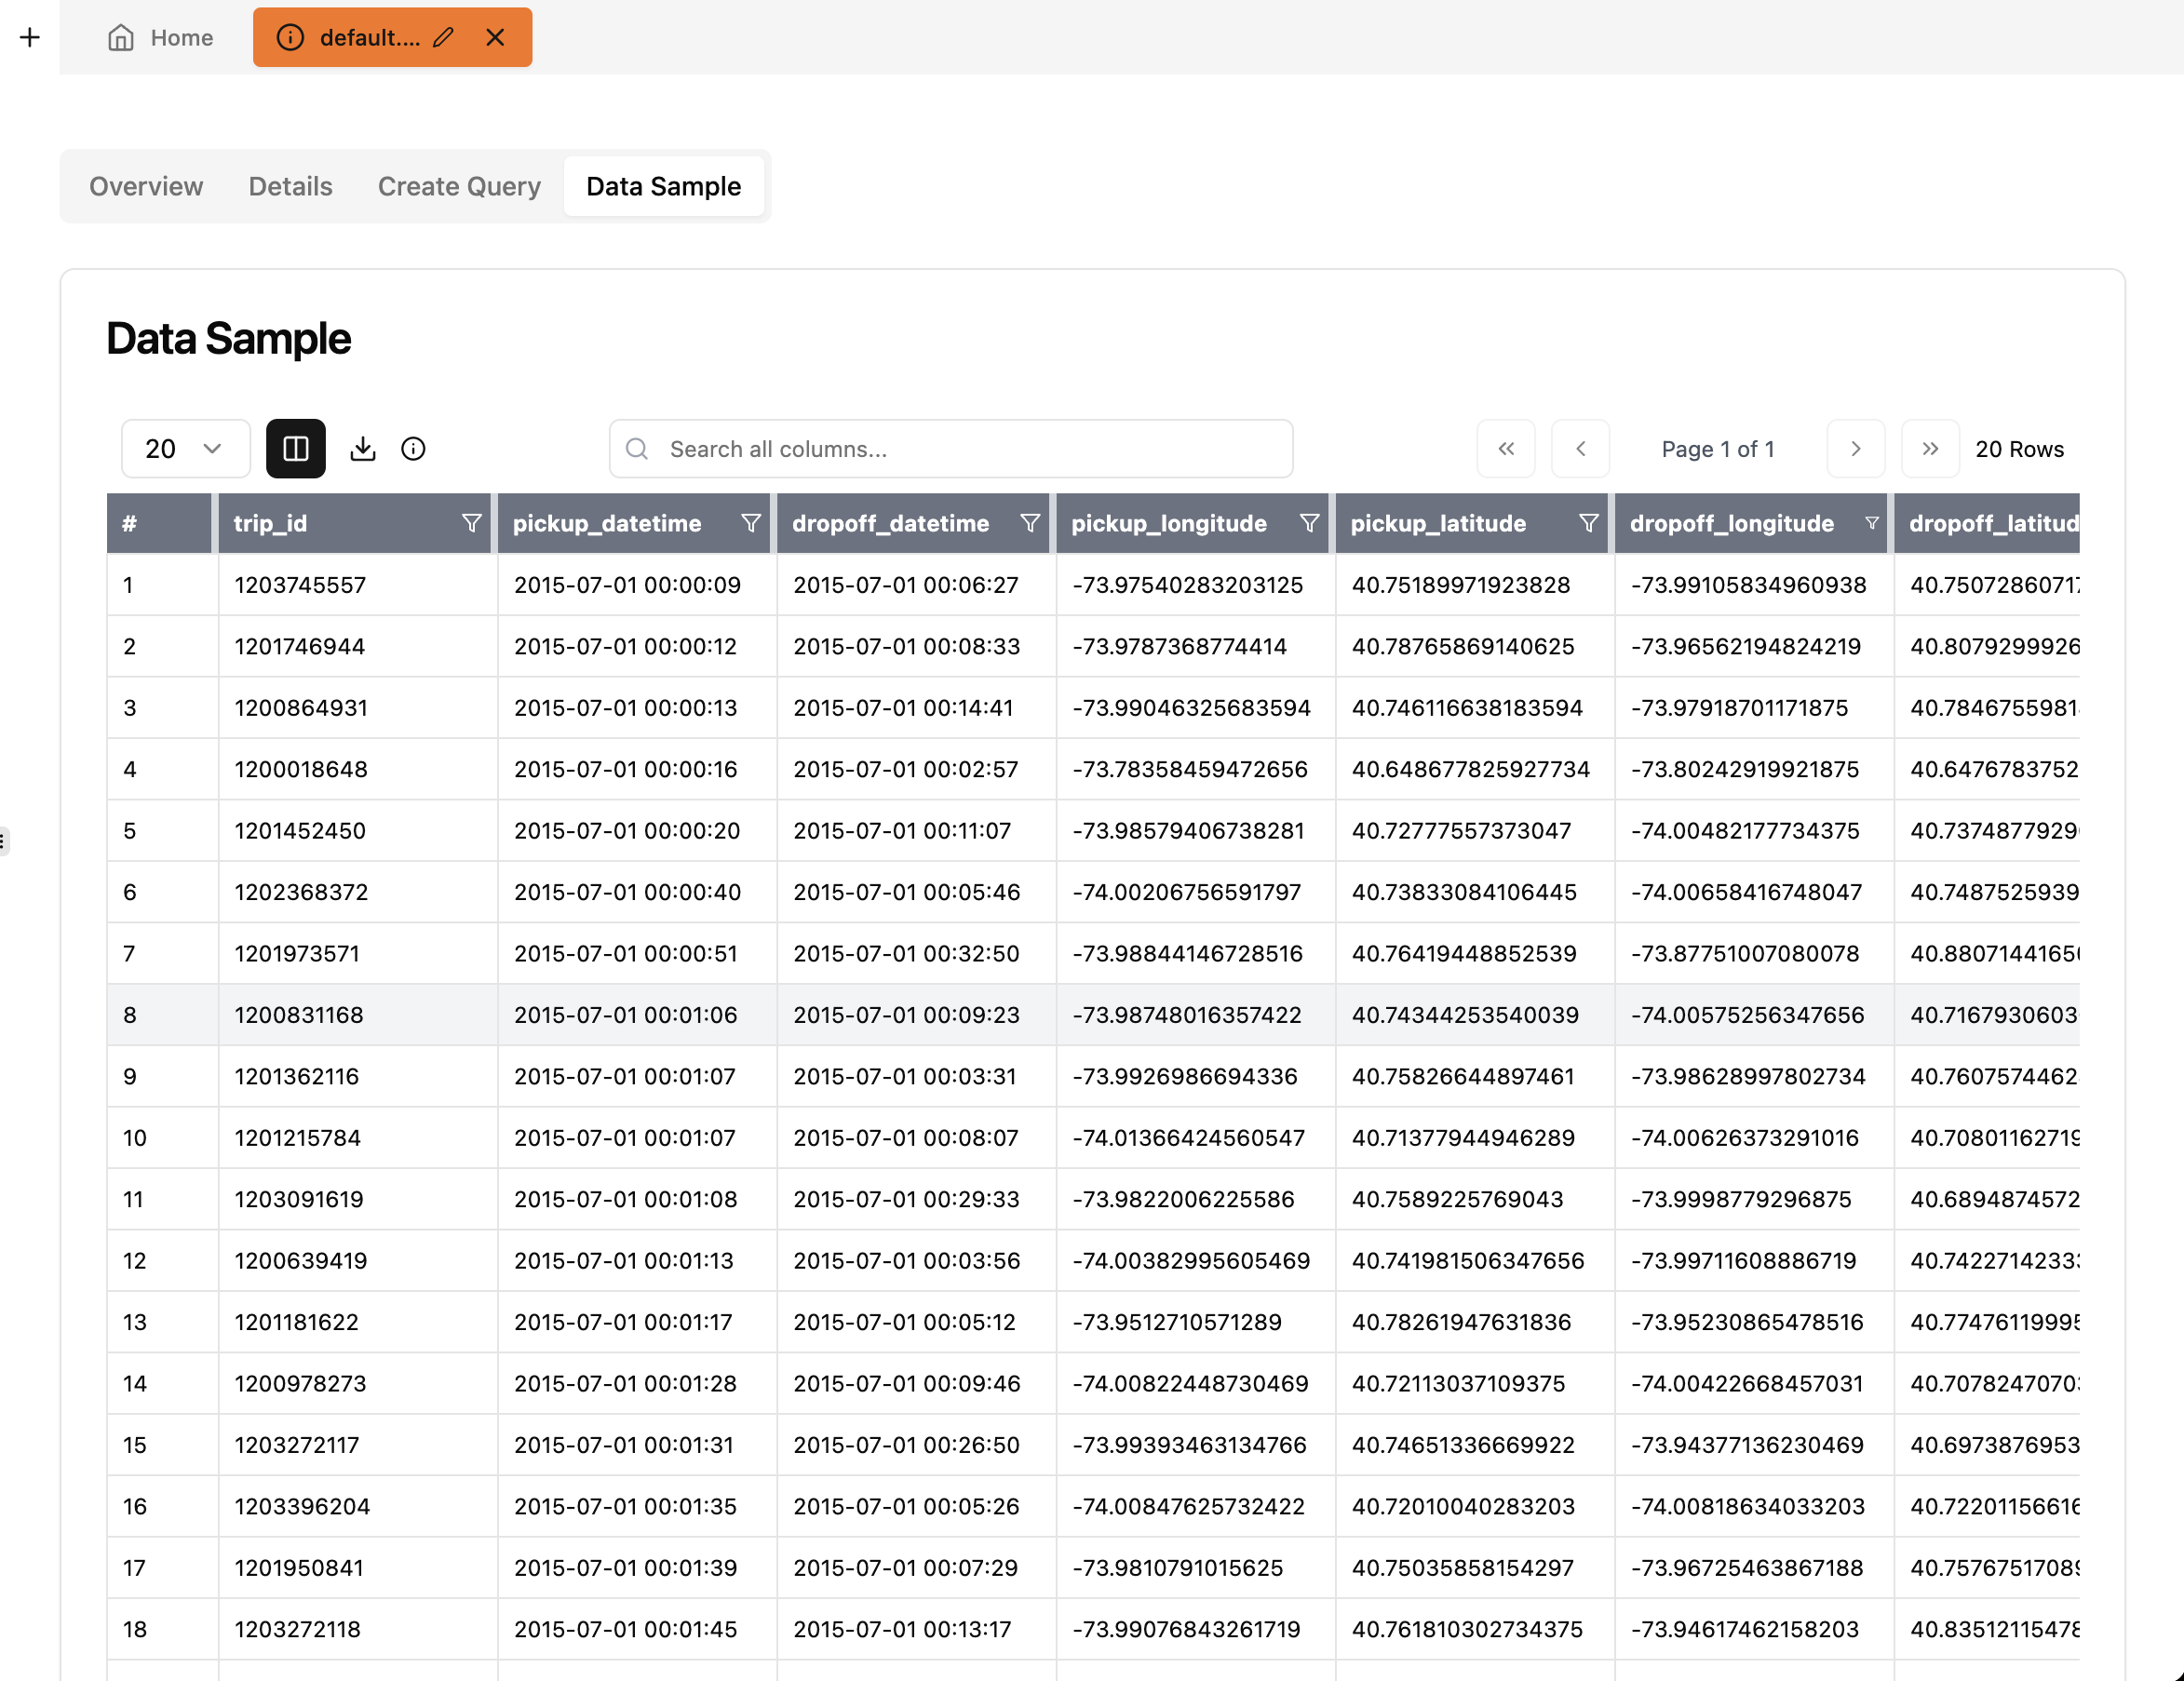 Home default....
Overview Details Create Query Data Sample
Data Sample
20 Search all columns... Page 1 of 1 20 Rows
# trip_id pickup_datetime dropoff_datetime pickup_longitude pickup_latitude dropoff_longitude dropoff_latitud
1 1203745557 2015-07-01 00:00:09 2015-07-01 00:06:27 -73.97540283203125 40.75189971923828 -73.99105834960938 40.75072860717
2 1201746944 2015-07-01 00:00:12 2015-07-01 00:08:33 -73.9787368774414 40.78765869140625 -73.96562194824219 40.8079299926
3 1200864931 2015-07-01 00:00:13 2015-07-01 00:14:41 -73.99046325683594 40.746116638183594 -73.97918701171875 40.7846755981
4 1200018648 2015-07-01 00:00:16 2015-07-01 00:02:57 -73.78358459472656 40.648677825927734 -73.80242919921875 40.6476783752
5 1201452450 2015-07-01 00:00:20 2015-07-01 00:11:07 -73.98579406738281 40.72777557373047 -74.00482177734375 40.7374877929
6 1202368372 2015-07-01 00:00:40 2015-07-01 00:05:46 -74.00206756591797 40.73833084106445 -74.00658416748047 40.7487525939
7 1201973571 2015-07-01 00:00:51 2015-07-01 00:32:50 -73.98844146728516 40.76419448852539 -73.87751007080078 40.8807144165
8 1200831168 2015-07-01 00:01:06 2015-07-01 00:09:23 -73.98748016357422 40.74344253540039 -74.00575256347656 40.7167930603
9 1201362116 2015-07-01 00:01:07 2015-07-01 00:03:31 -73.9926986694336 40.75826644897461 -73.98628997802734 40.7607574462
10 1201215784 2015-07-01 00:01:07 2015-07-01 00:08:07 -74.01366424560547 40.71377944946289 -74.00626373291016 40.70801162719
11 1203091619 2015-07-01 00:01:08 2015-07-01 00:29:33 -73.9822006225586 40.7589225769043 -73.9998779296875 40.6894874572
12 1200639419 2015-07-01 00:01:13 2015-07-01 00:03:56 -74.00382995605469 40.741981506347656 -73.99711608886719 40.7422714233
13 1201181622 2015-07-01 00:01:17 2015-07-01 00:05:12 -73.9512710571289 40.78261947631836 -73.95230865478516 40.77476119995
14 1200978273 2015-07-01 00:01:28 2015-07-01 00:09:46 -74.00822448730469 40.72113037109375 -74.00422668457031 40.7078247070
15 1203272117 2015-07-01 00:01:31 2015-07-01 00:26:50 -73.99393463134766 40.74651336669922 -73.94377136230469 40.6973876953
16 1203396204 2015-07-01 00:01:35 2015-07-01 00:05:26 -74.00847625732422 40.72010040283203 -74.00818634033203 40.72201156616
17 1201950841 2015-07-01 00:01:39 2015-07-01 00:07:29 -73.9810791015625 40.75035858154297 -73.96725463867188 40.75767517089
18 1203272118 2015-07-01 00:01:45 2015-07-01 00:13:17 -73.99076843261719 40.761810302734375 -73.94617462158203 40.83512115478